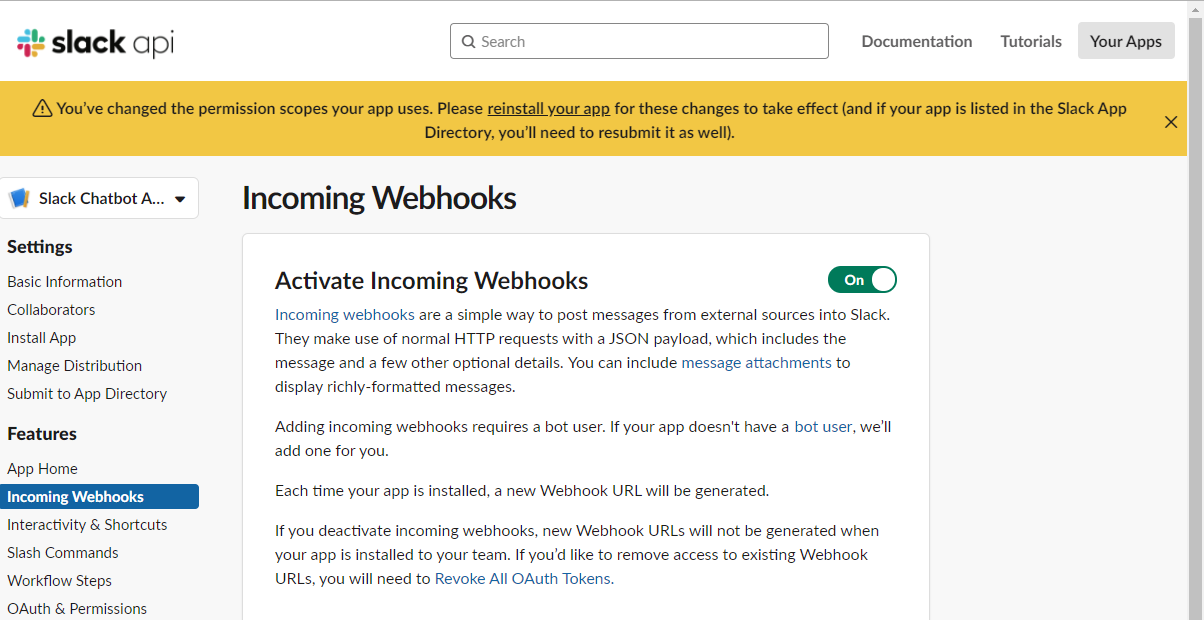 slack api
Search
Documentation
Tutorials
Your Apps
You’ve changed the permission scopes your app uses. Please reinstall your app for these changes to take effect (and if your app is listed in the Slack App
Directory, you’ll need to resubmit it as well).
Slack Chatbot A...
Settings
Basic Information
Collaborators
Install App
Manage Distribution
Submit to App Directory
Features
App Home
Incoming Webhooks
Interactivity & Shortcuts
Slash Commands
Workflow Steps
OAuth & Permissions
Incoming Webhooks
Activate Incoming Webhooks
On
Incoming webhooks are a simple way to post messages from external sources into Slack.
They make use of normal HTTP requests with a JSON payload, which includes the
message and a few other optional details. You can include message attachments to
display richly-formatted messages.
Adding incoming webhooks requires a bot user. If your app doesn't have a bot user, we’ll
add one for you.
Each time your app is installed, a new Webhook URL will be generated.
If you deactivate incoming webhooks, new Webhook URLs will not be generated when
your app is installed to your team. If you’d like to remove access to existing Webhook
URLs, you will need to Revoke All OAuth Tokens.